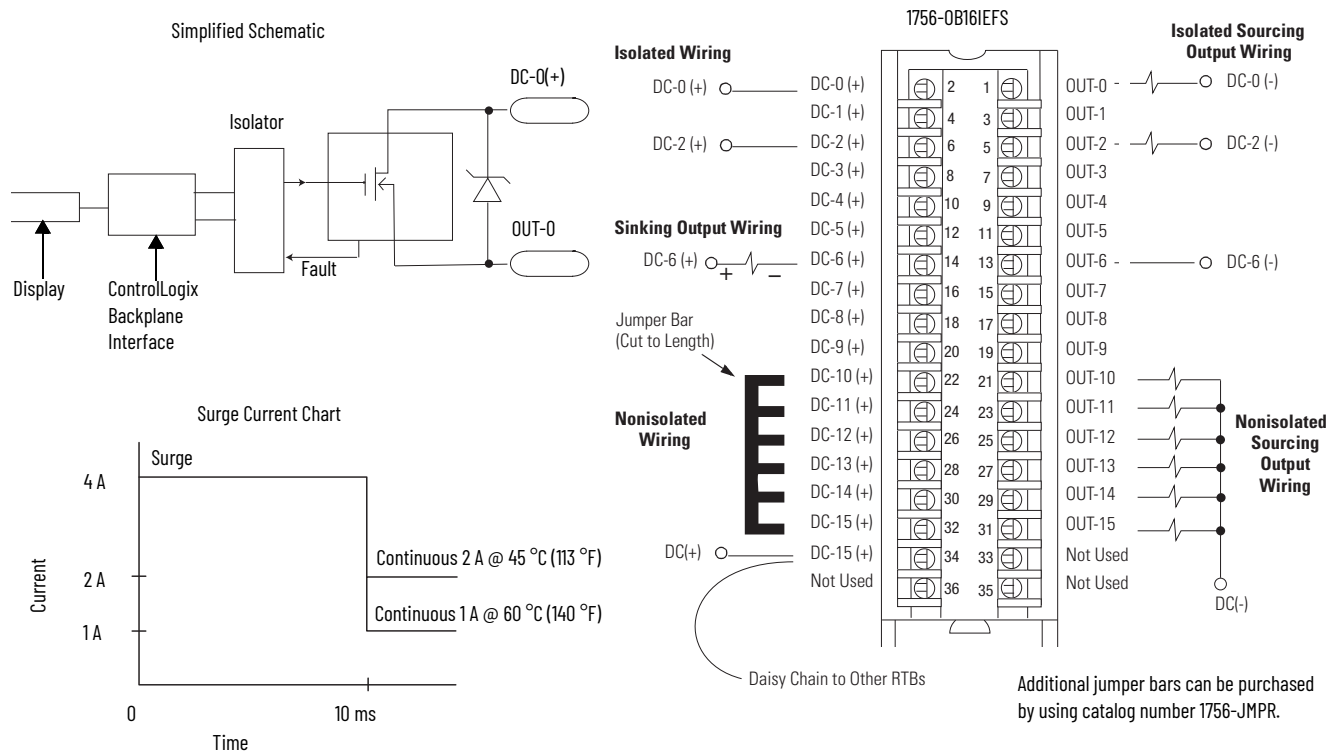 Simplified Schematic
DC-0(+)
Isolator
OUT-0
Fault
Display
ControlLogix
Backplane
Interface
Surge Current Chart
Surge
4 A
2 A
1 A
Current
Continuous 2 A @ 45 °C (113 °F)
Continuous 1 A @ 60 °C (140 °F)
0
10 ms
Time
1756-OB16IEFS
Isolated Wiring
Isolated Sourcing
Output Wiring
DC-0 (+) DC-0 (+) 2 1 OUT-0 DC-0 (-)
DC-1 (+) 4 3 OUT-1
DC-2 (+) DC-2 (+) 6 5 OUT-2 DC-2 (-)
DC-3 (+) 8 7 OUT-3
DC-4 (+) 10 9 OUT-4
Sinking Output Wiring
DC-5 (+) 12 11 OUT-5
DC-6 (+) + – DC-6 (+) 14 13 OUT-6 DC-6 (-)
DC-7 (+) 16 15 OUT-7
Jumper Bar
(Cut to Length)
DC-8 (+) 18 17 OUT-8
DC-9 (+) 20 19 OUT-9
DC-10 (+) 22 21 OUT-10
DC-11 (+) 24 23 OUT-11
Nonisolated
Wiring
DC-12 (+) 26 25 OUT-12
Nonisolated
Sourcing
Output
Wiring
DC-13 (+) 28 27 OUT-13
DC-14 (+) 30 29 OUT-14
DC-15 (+) 32 31 OUT-15
DC(+) DC-15 (+) 34 33 Not Used
Not Used 36 35 Not Used
DC(-)
Daisy Chain to Other RTBs
Additional jumper bars can be purchased
by using catalog number 1756-JMPR.